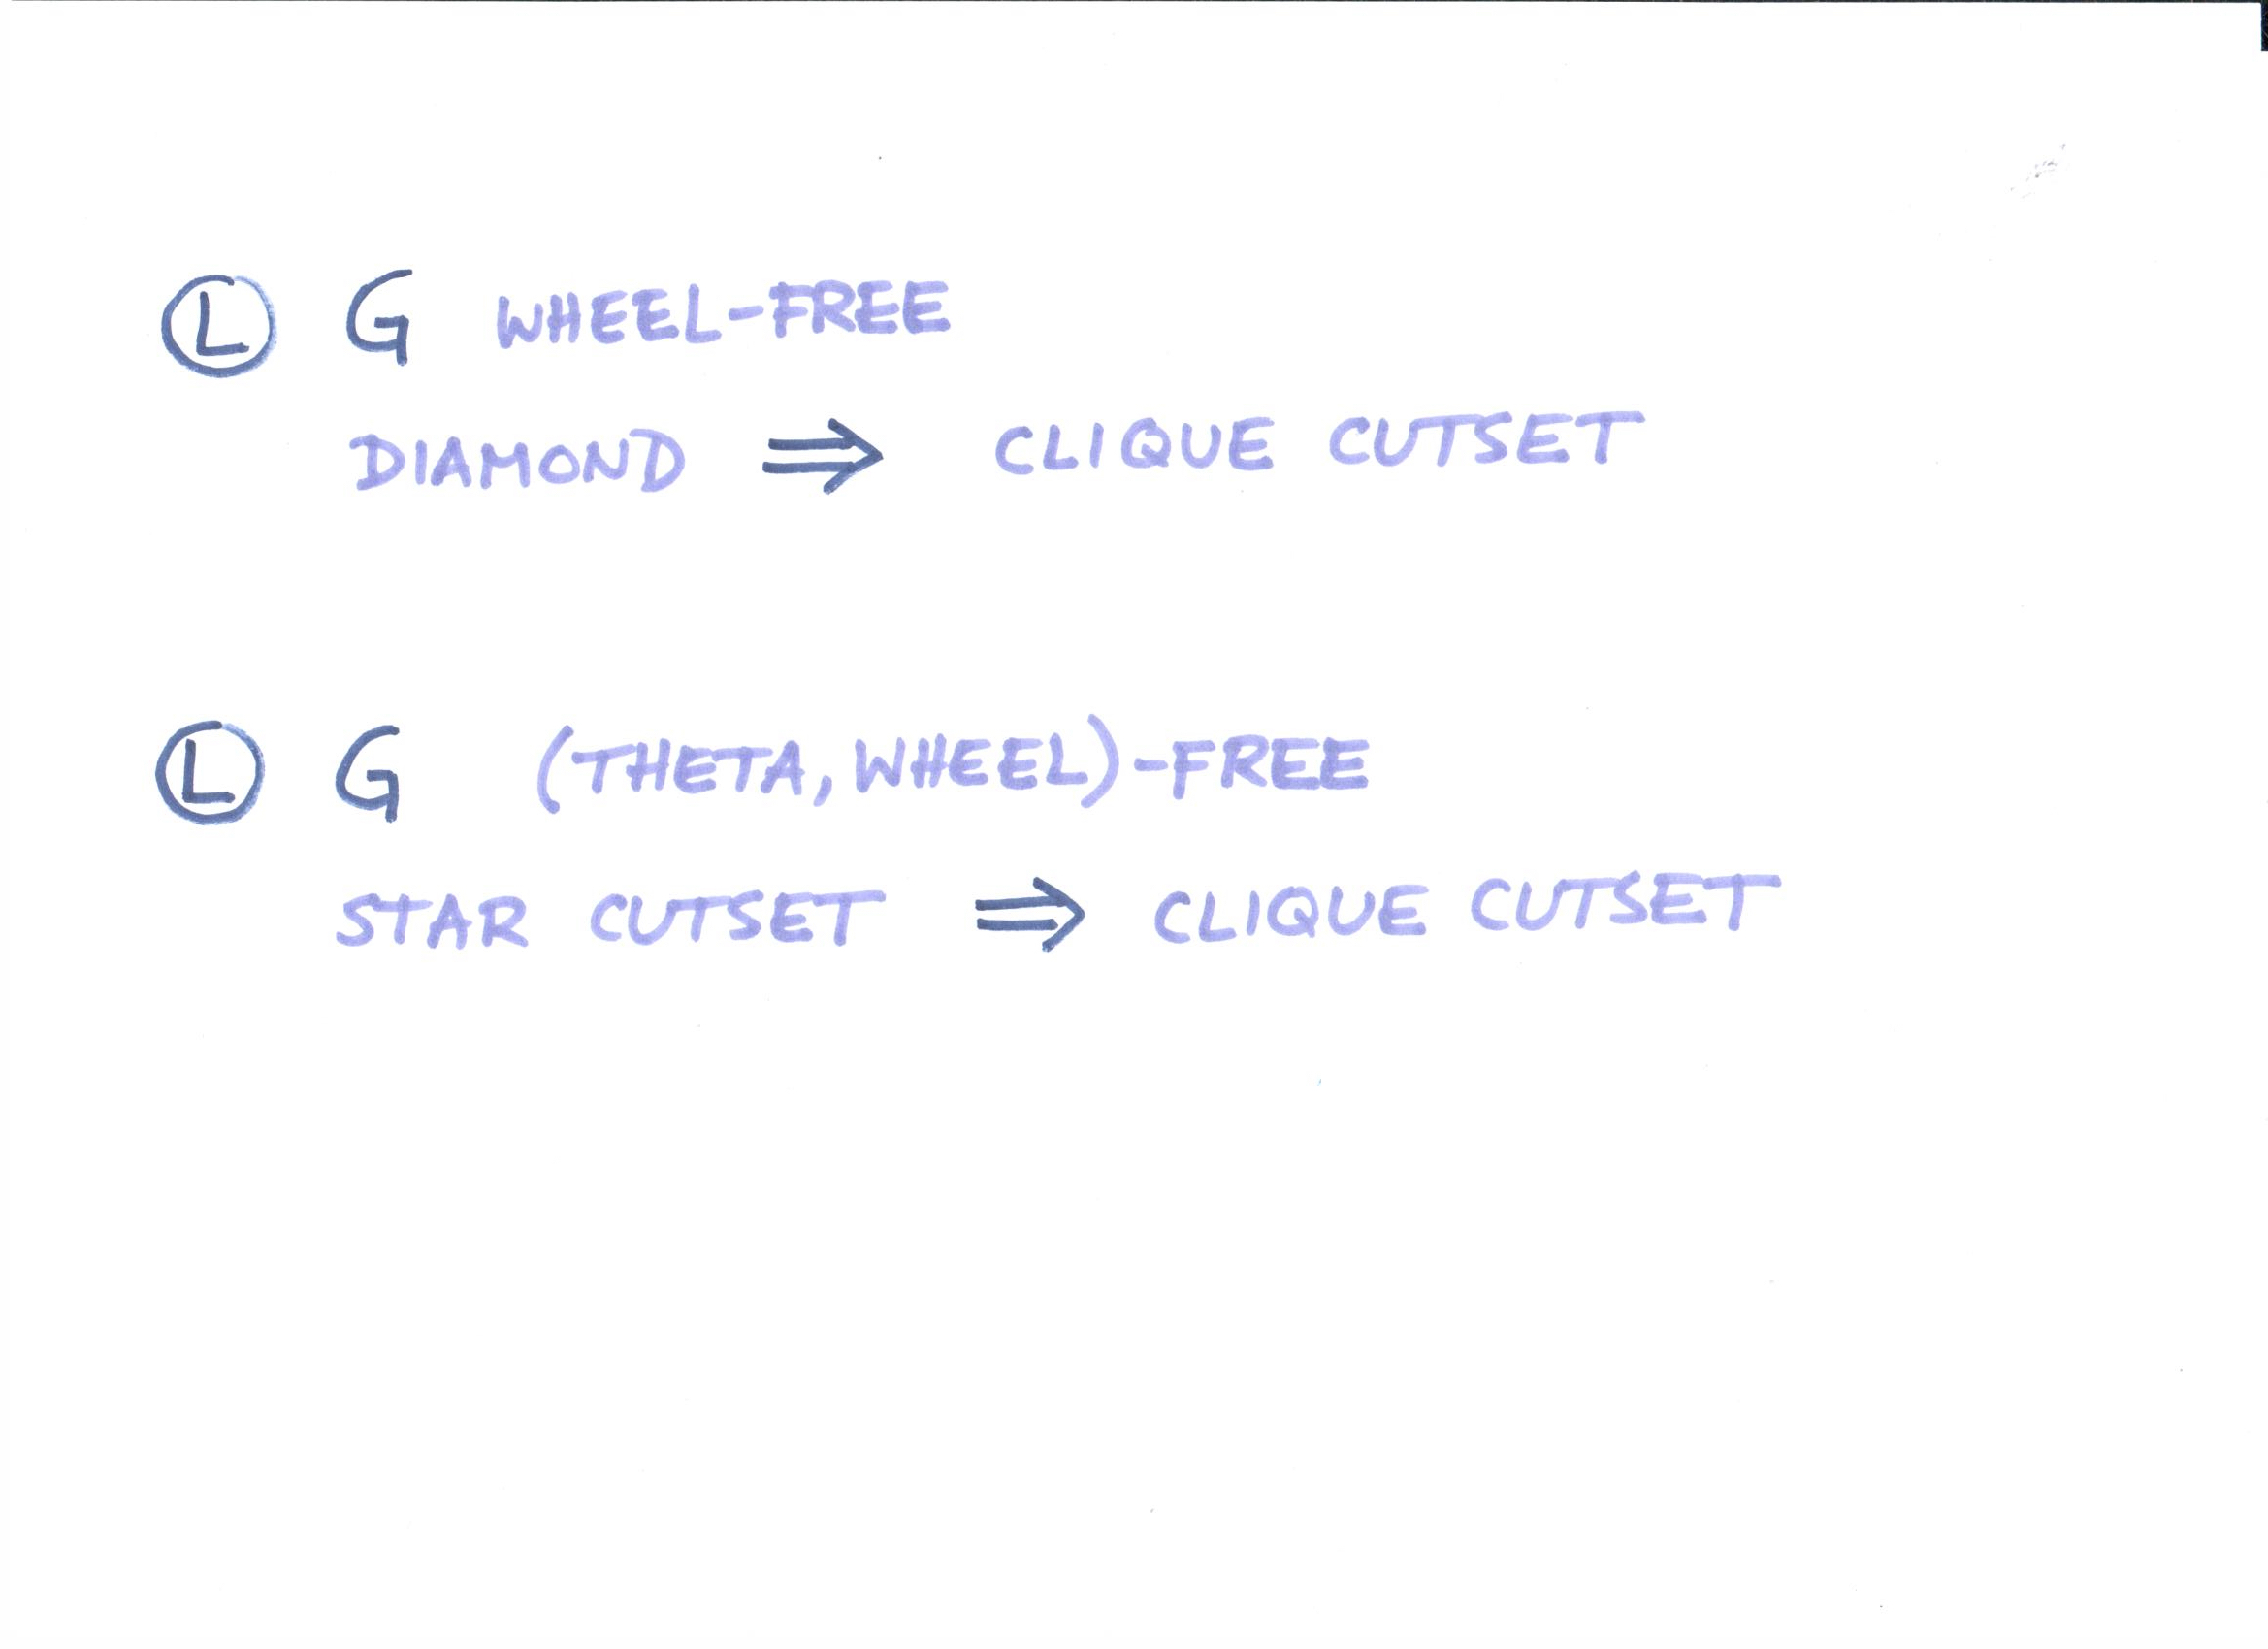 Ⓛ G WHEEL-FREE
DIAMOND ⇒ CLIQUE CUTSET
Ⓛ G (THETA, WHEEL)-FREE
STAR CUTSET ⇒ CLIQUE CUTSET